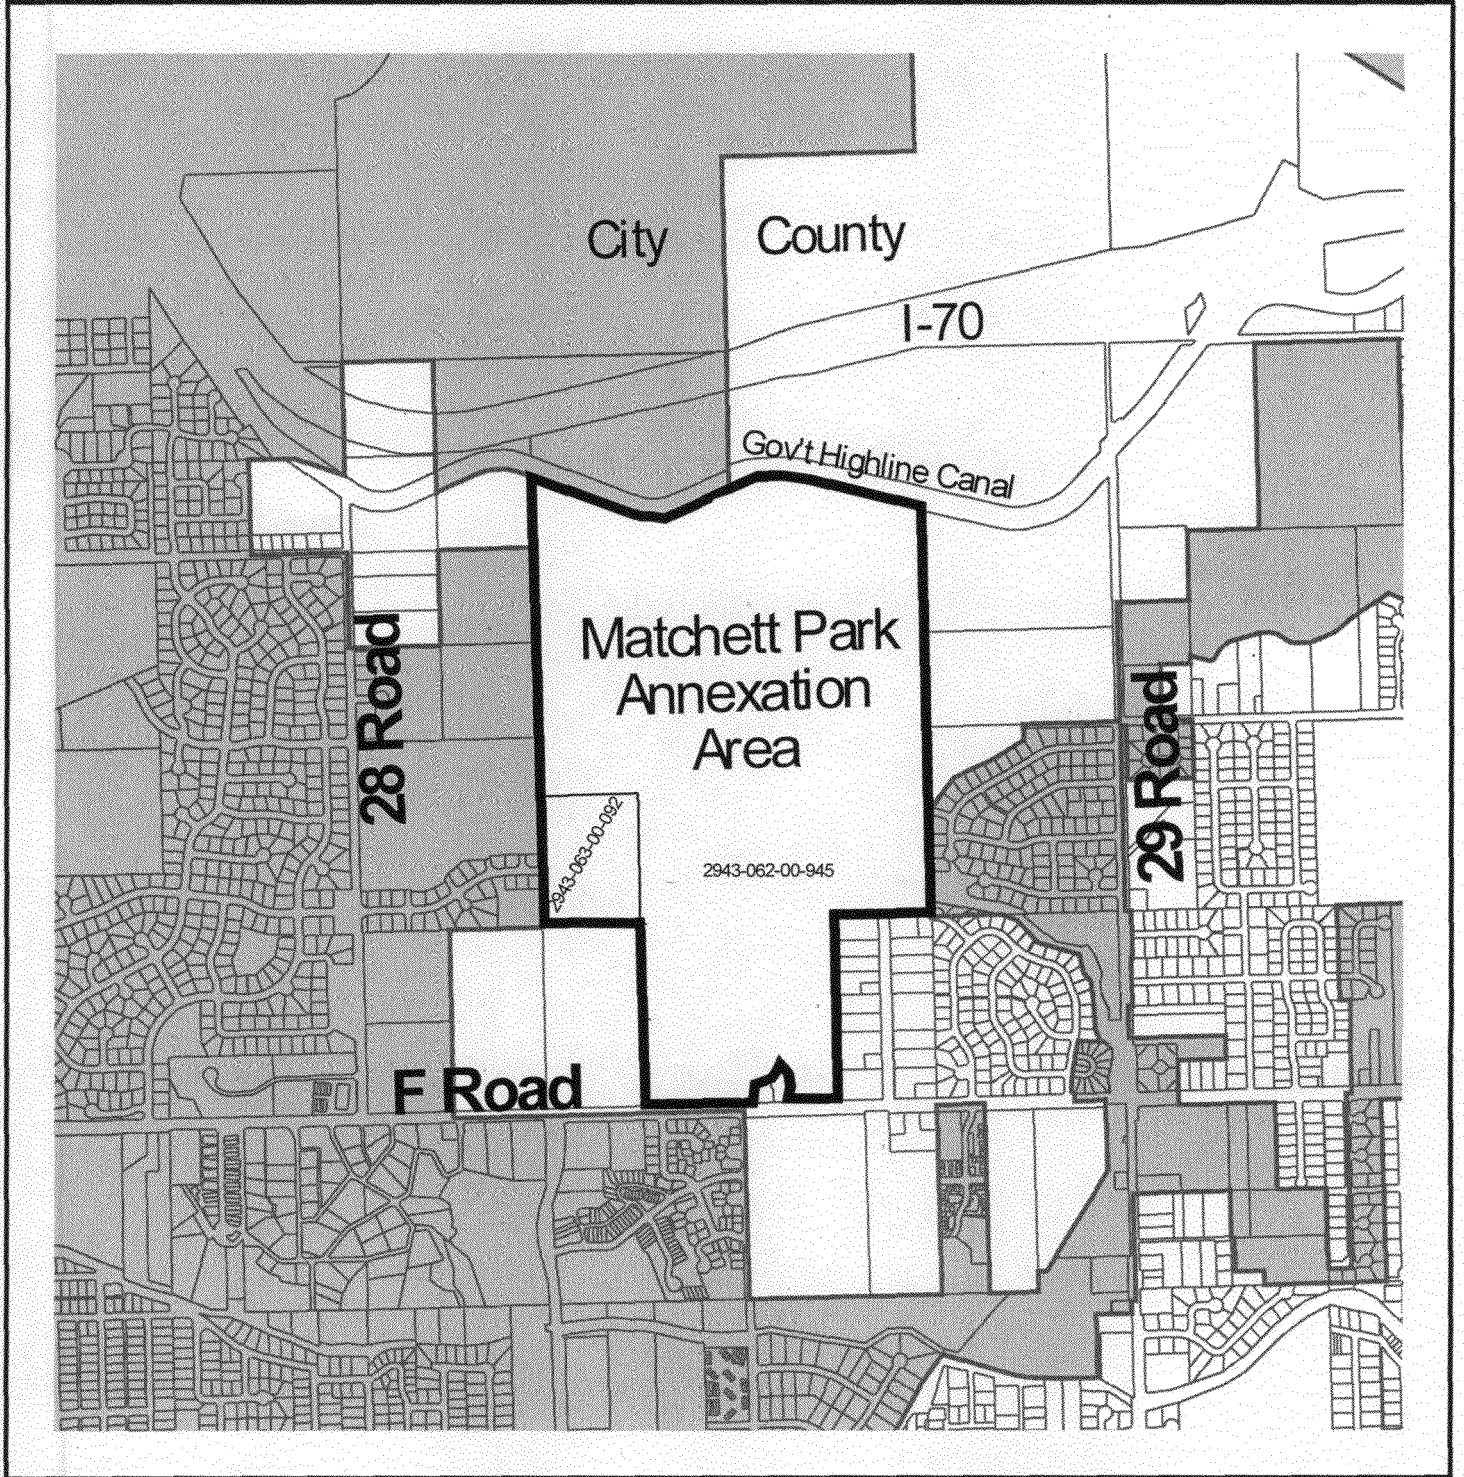 City
County
I-70
Gov't Highline Canal
Matchett Park
Annexation
Area
28 Road
29 Road
2943-063-00-092
2943-062-00-945
F Road